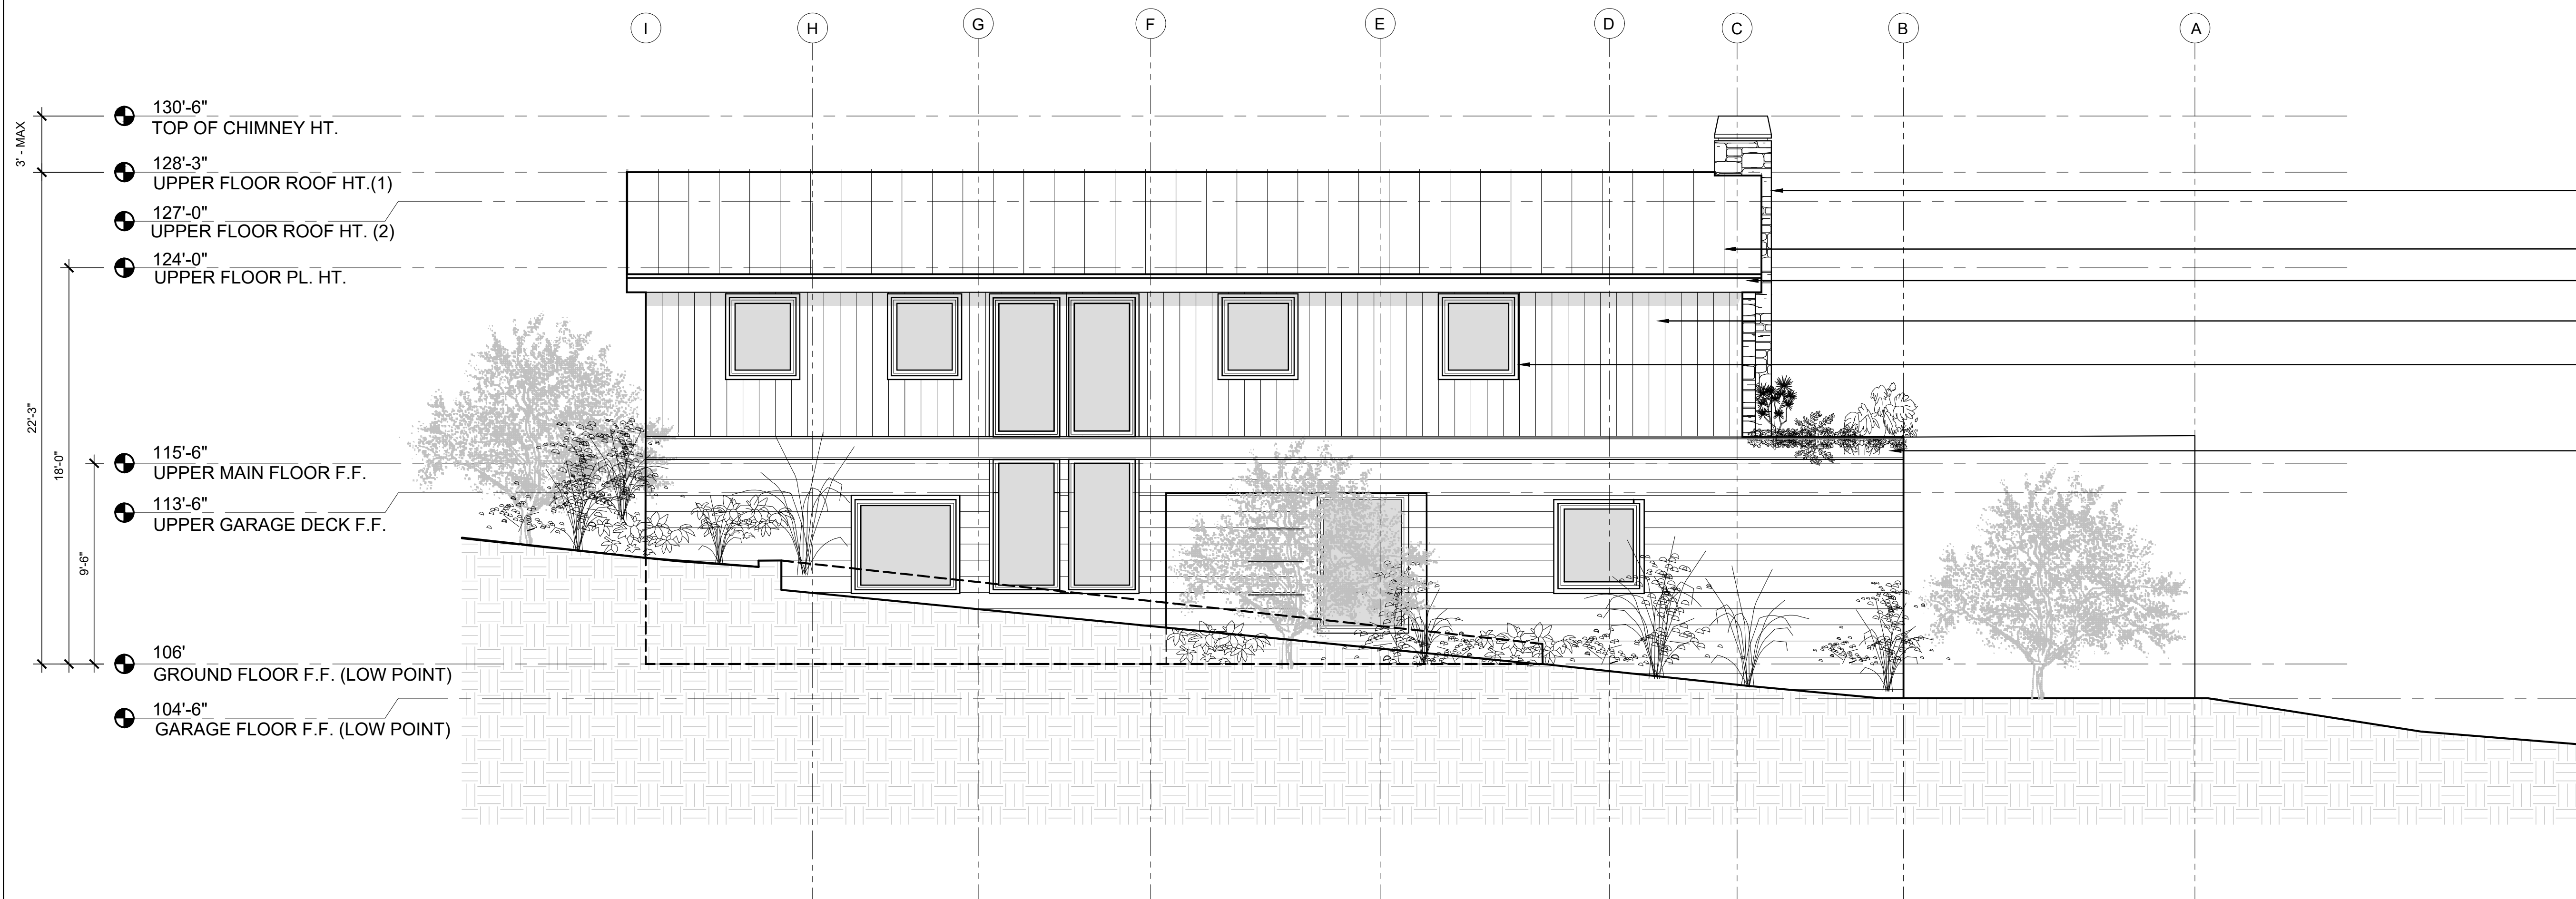 I
H
G
F
E
D
C
B
A
130'-6"
TOP OF CHIMNEY HT.
3' - MAX
128'-3"
UPPER FLOOR ROOF HT.(1)
127'-0"
UPPER FLOOR ROOF HT. (2)
124'-0"
UPPER FLOOR PL. HT.
22'-3"
18'-0"
115'-6"
UPPER MAIN FLOOR F.F.
113'-6"
UPPER GARAGE DECK F.F.
9'-6"
106'
GROUND FLOOR F.F. (LOW POINT)
104'-6"
GARAGE FLOOR F.F. (LOW POINT)